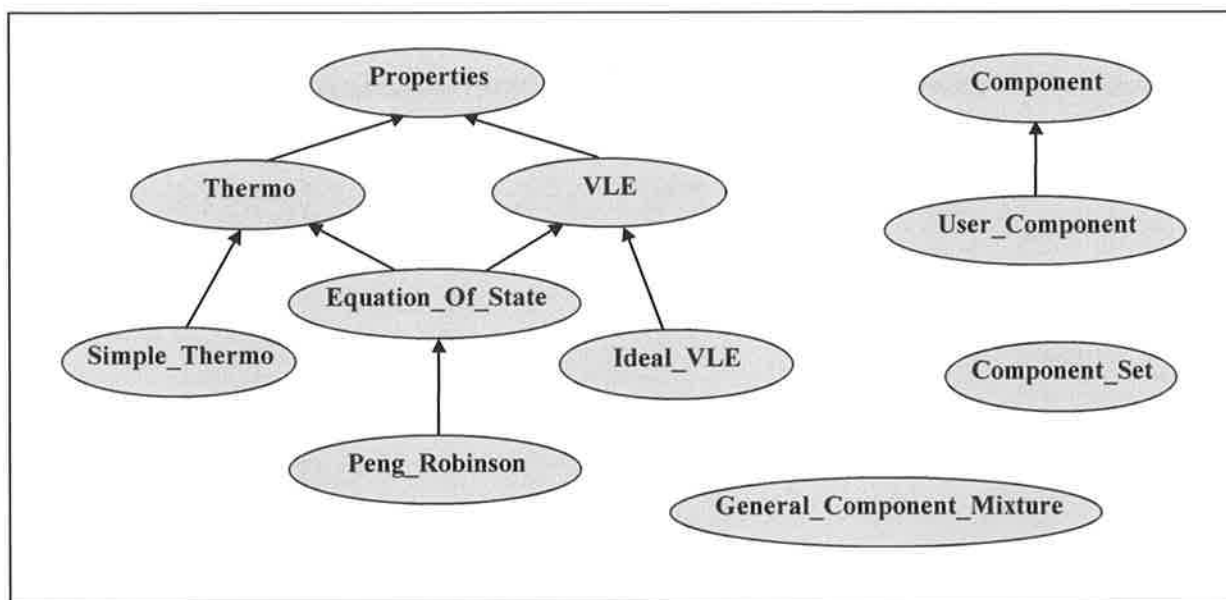 Properties
Component
Thermo
VLE
User_Component
Equation_Of_State
Simple_Thermo
Ideal_VLE
Component_Set
Peng_Robinson
General_Component_Mixture